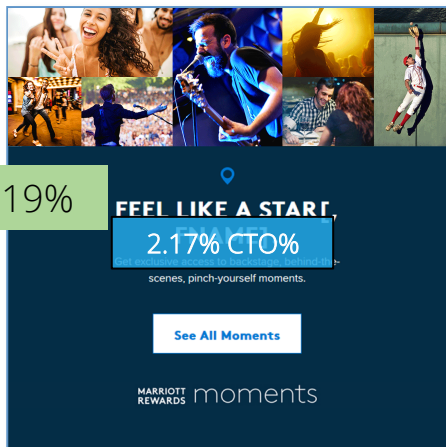 19%
FEEL LIKE A STAR[,
FNAME]
2.17% CTO%
Get exclusive access to backstage, behind-the-
scenes, pinch-yourself moments.
See All Moments
MARRIOTT
REWARDS moments